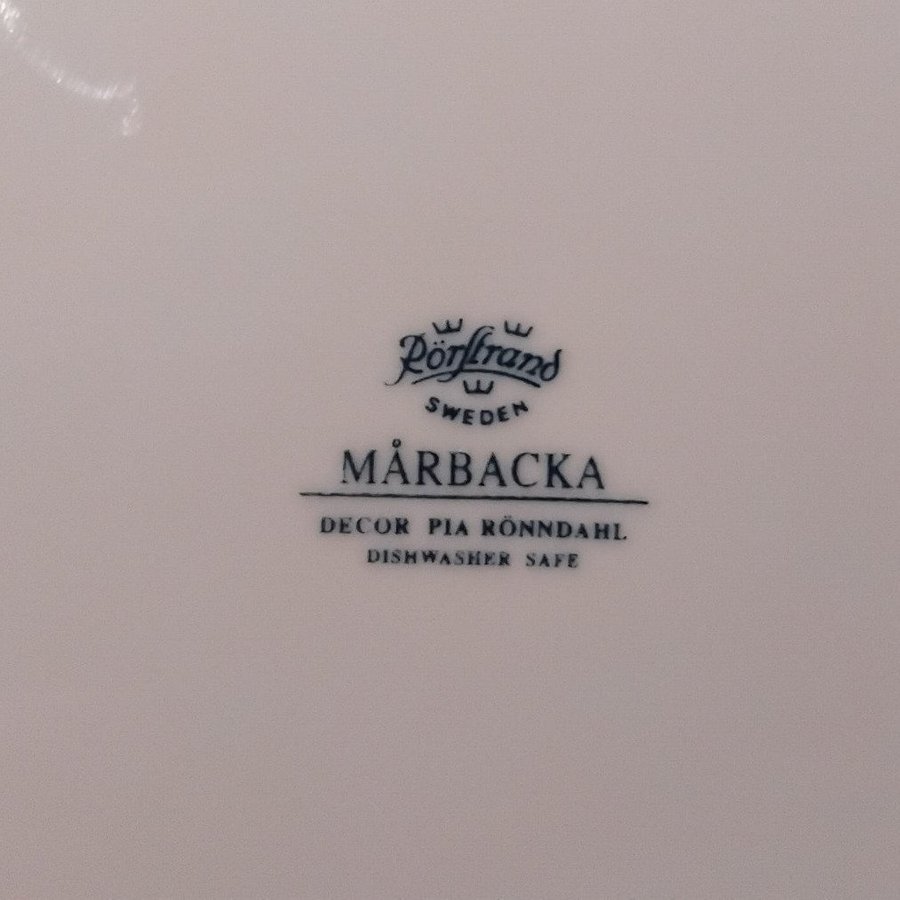 Rörstrand
SWEDEN
MÅRBACKA
DECOR PIA RÖNNDAHL
DISHWASHER SAFE